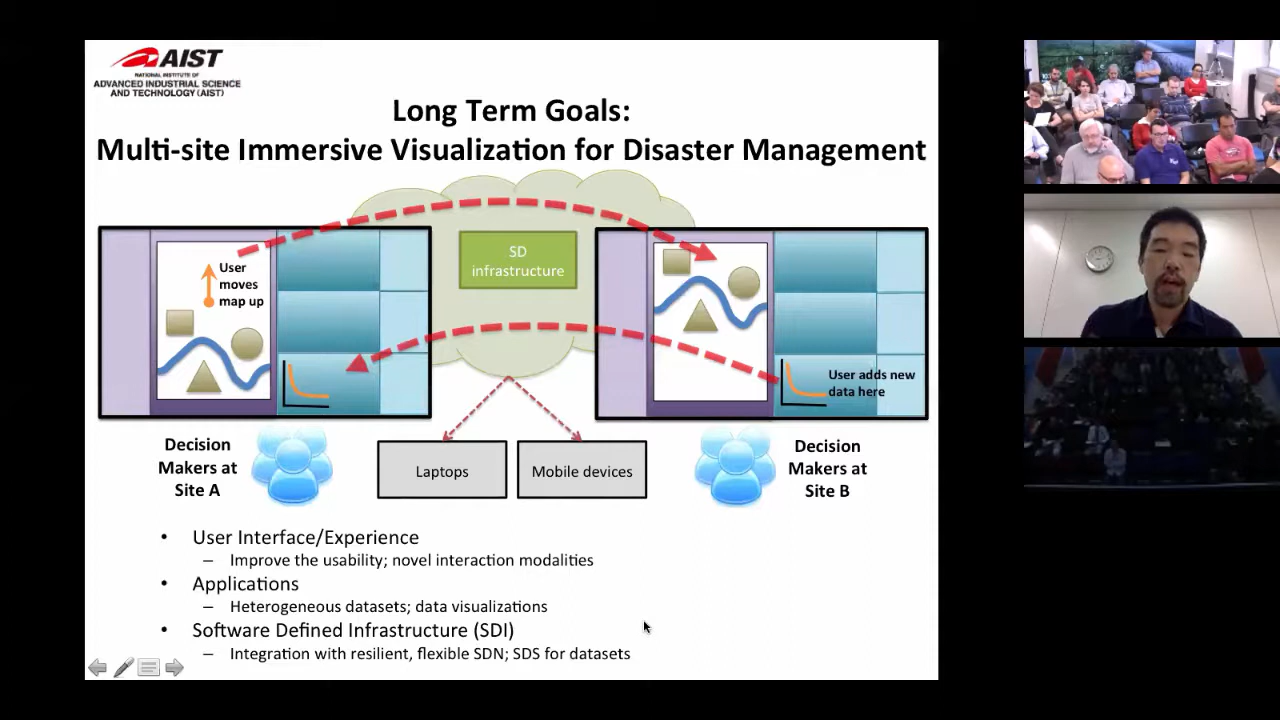 AIST
NATIONAL INSTITUTE OF
ADVANCED INDUSTRIAL SCIENCE
AND TECHNOLOGY (AIST)
Long Term Goals:
Multi-site Immersive Visualization for Disaster Management
User
moves
map up
SD
infrastructure
User adds new
data here
Decision
Makers at
Site A
Laptops
Mobile devices
Decision
Makers at
Site B
• User Interface/Experience
– Improve the usability; novel interaction modalities
• Applications
– Heterogeneous datasets; data visualizations
• Software Defined Infrastructure (SDI)
– Integration with resilient, flexible SDN; SDS for datasets